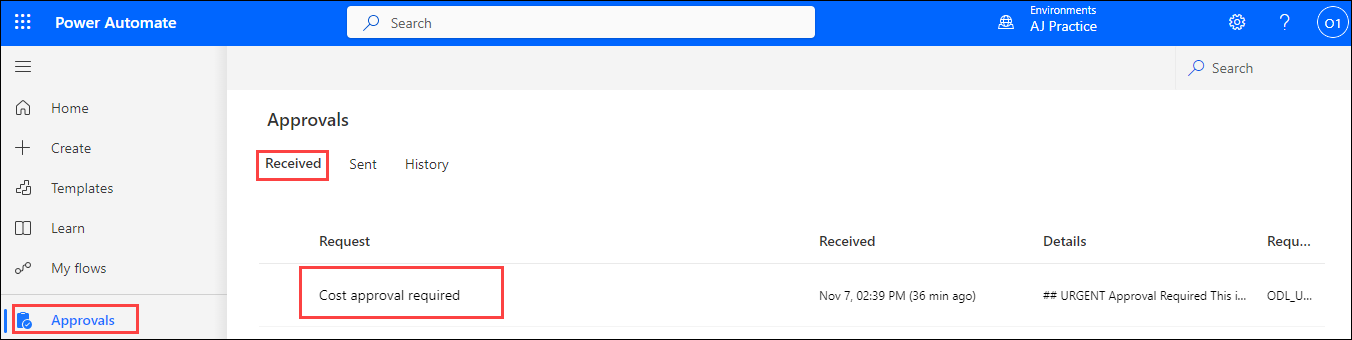 Power Automate
Search
Environments
AJ Practice
O1
Search
Home
Create
Templates
Learn
My flows
Approvals
Approvals
Received Sent History
Request Received Details Requ...
Cost approval required Nov 7, 02:39 PM (36 min ago) ## URGENT Approval Required This i... ODL_U...